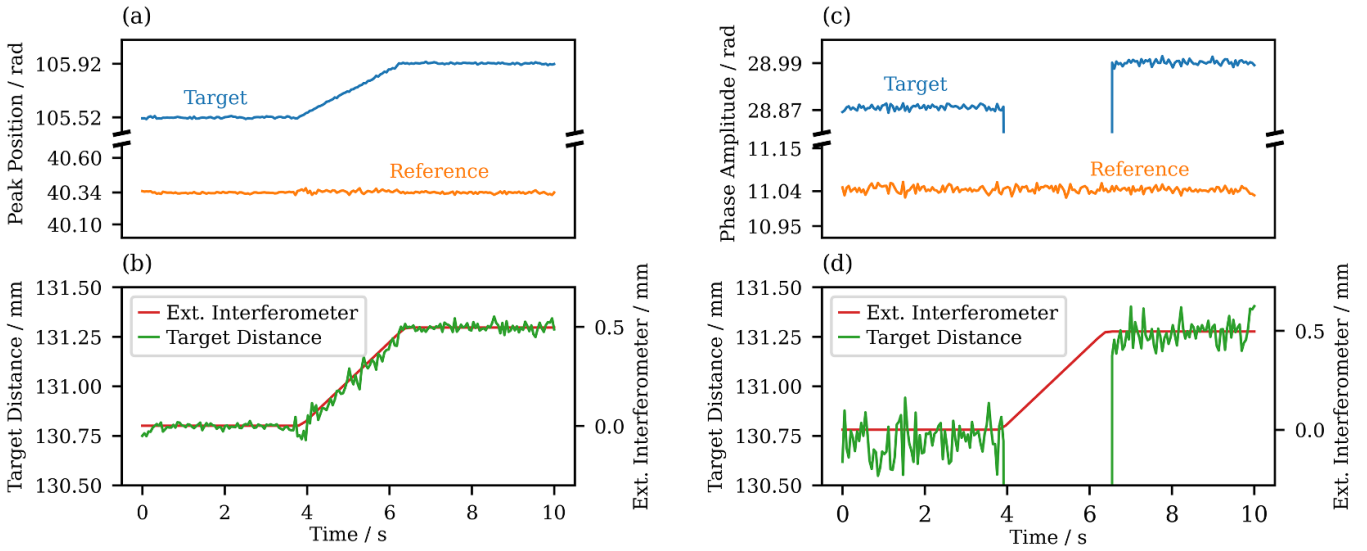 (a)
Peak Position / rad
105.92
105.52
40.60
40.34
40.10
Target
Reference
(b)
Target Distance / mm
131.50
131.25
131.00
130.75
130.50
Ext. Interferometer
Target Distance
0.5
0.0
Ext. Interferometer / mm
0 2 4 6 8 10
Time / s
(c)
Phase Amplitude / rad
28.99
28.87
11.15
11.04
10.95
Target
Reference
(d)
Target Distance / mm
131.50
131.25
131.00
130.75
130.50
Ext. Interferometer
Target Distance
0.5
0.0
Ext. Interferometer / mm
0 2 4 6 8 10
Time / s